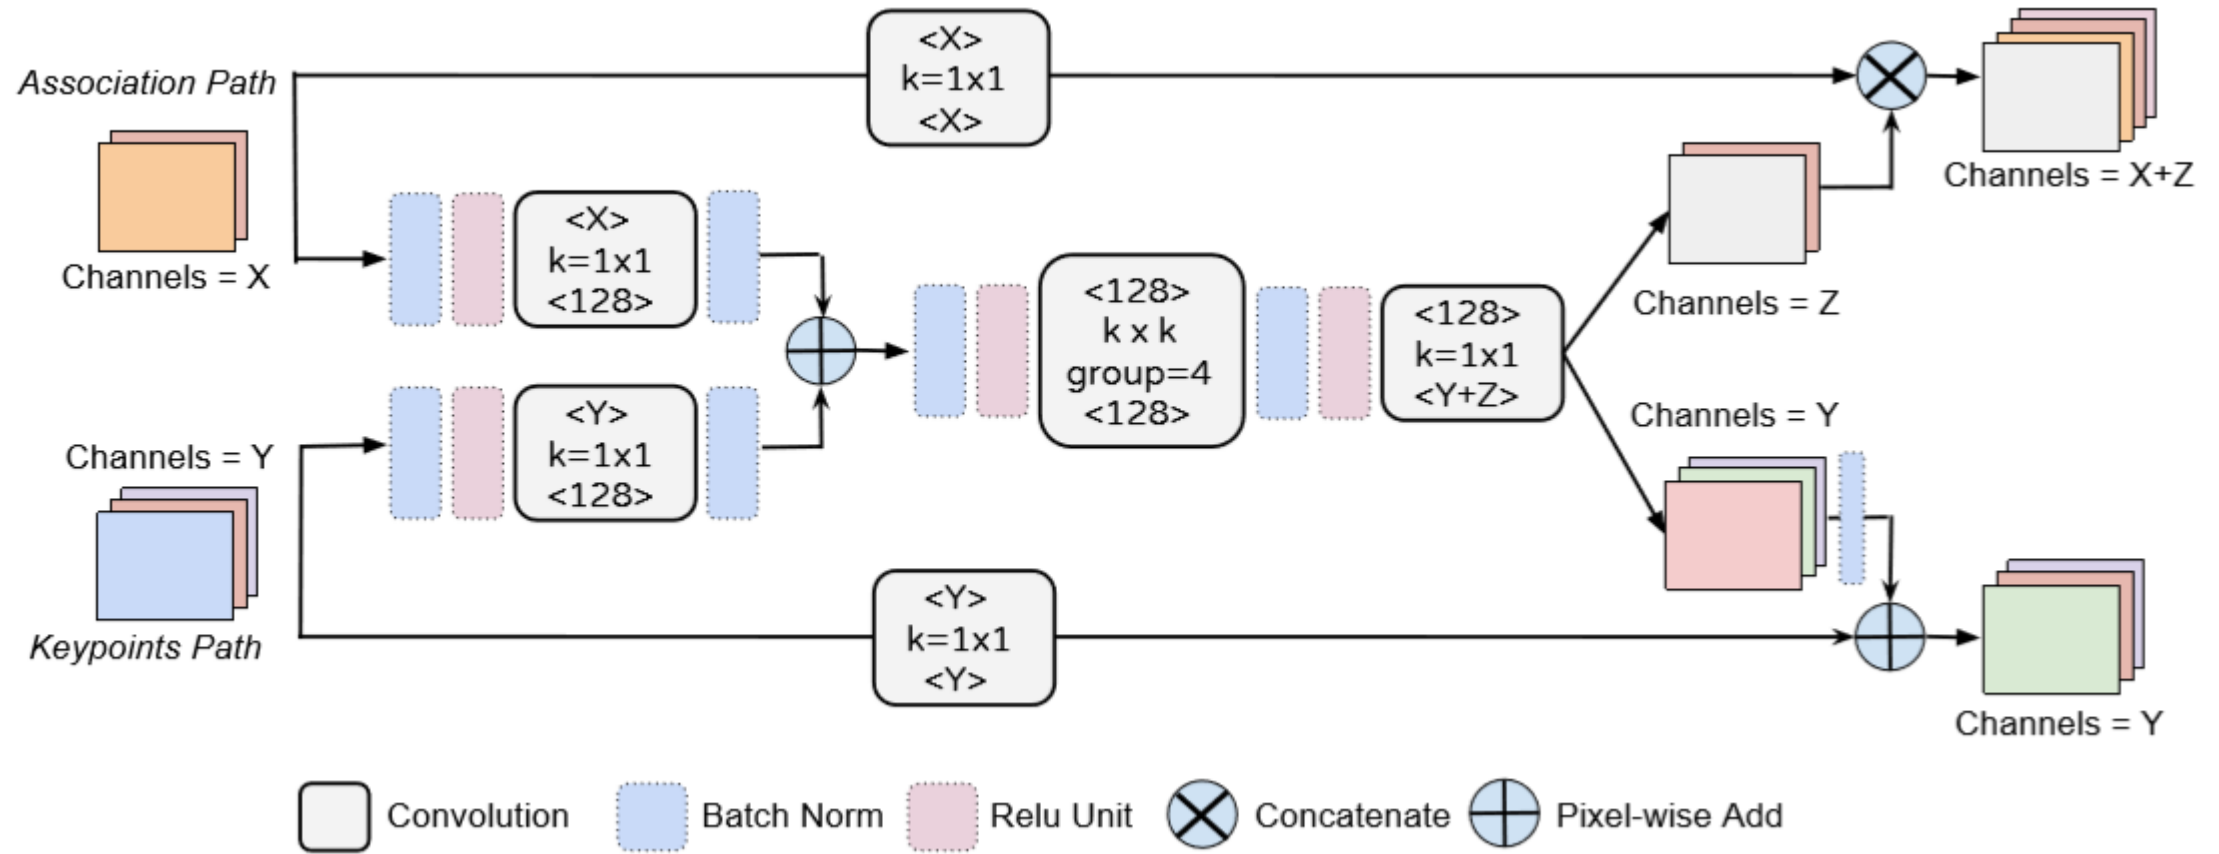 Association Path
Channels = X
<X>
k=1x1
<X>
<X>
k=1x1
<128>
Channels = Y
Keypoints Path
<Y>
k=1x1
<128>
<Y>
k=1x1
<Y>
<128>
k x k
group=4
<128>
<128>
k=1x1
<Y+Z>
Channels = Z
Channels = X+Z
Channels = Y
Channels = Y
Convolution
Batch Norm
Relu Unit
Concatenate
Pixel-wise Add